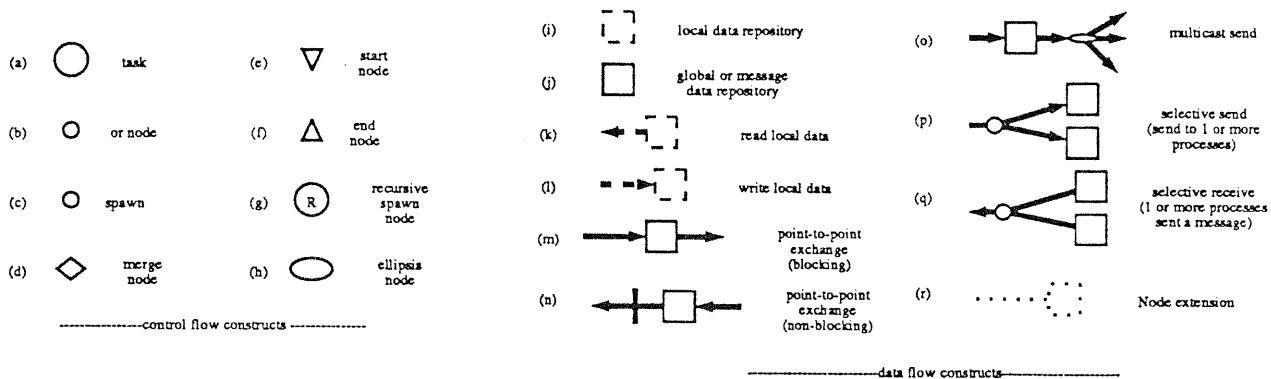 (a) task
(b) or node
(c) spawn
(d) merge
node
(e) start
node
(f) end
node
(g) R recursive
spawn
node
(h) ellipsis
node
control flow constructs
(i) local data repository
(j) global or message
data repository
(k) read local data
(l) write local data
(m) point-to-point
exchange
(blocking)
(n) point-to-point
exchange
(non-blocking)
(o) multicast send
(p) selective send
(send to 1 or more
processes)
(q) selective receive
(1 or more processes
sent a message)
(r) Node extension
data flow constructs